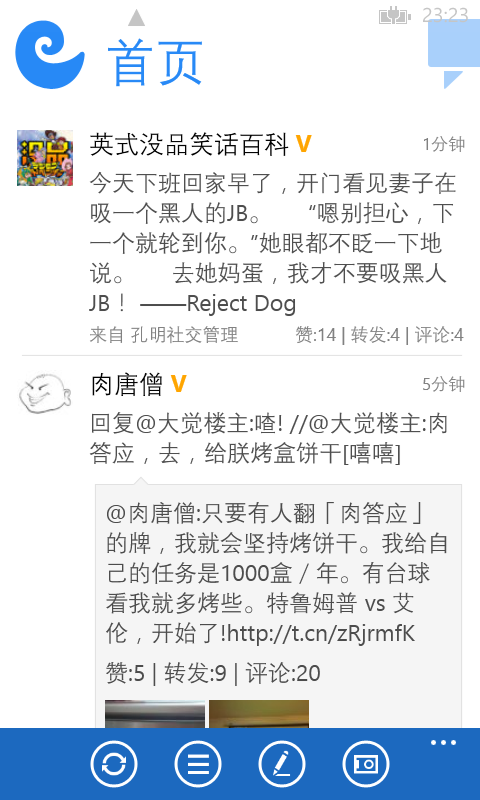 23:23
首页
英式没品笑话百科 V
1分钟
今天下班回家早了，开门看见妻子在
吸一个黑人的JB。 “嗯别担心，下
一个就轮到你。”她眼都不眨一下地
说。 去她妈蛋，我才不要吸黑人
JB！ ——Reject Dog
来自 孔明社交管理
赞:14 | 转发:4 | 评论:4
肉唐僧 V
5分钟
回复@大觉楼主:喳! //@大觉楼主:肉
答应，去，给朕烤盒饼干[嘻嘻]
@肉唐僧:只要有人翻「肉答应」
的牌，我就会坚持烤饼干。我给自
己的任务是1000盒／年。有台球
看我就多烤些。特鲁姆普 vs 艾
伦，开始了!http://t.cn/zRjrmfK
赞:5 | 转发:9 | 评论:20